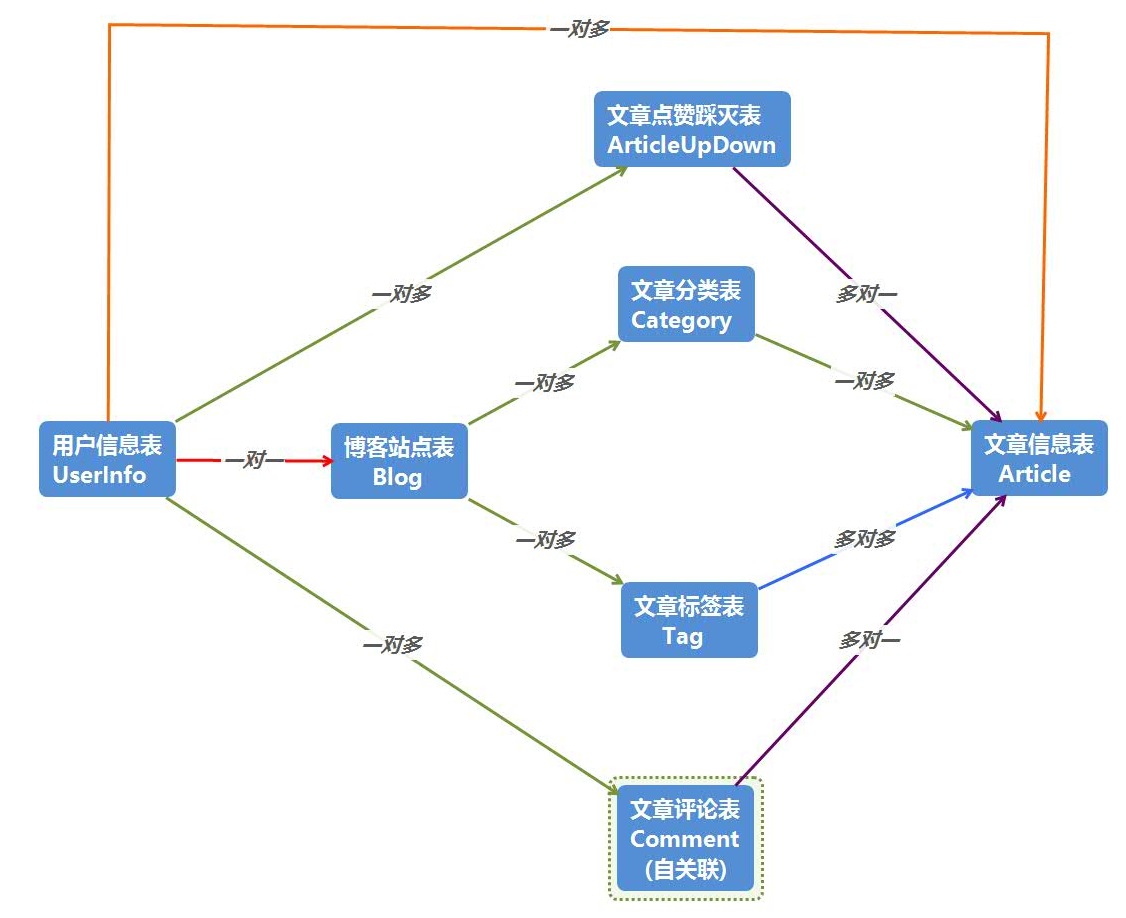 一对多
文章点赞踩灭表
ArticleUpDown
一对多
多对一
文章分类表
Category
一对多
一对多
用户信息表
UserInfo
一对一
博客站点表
Blog
文章信息表
Article
一对多
多对多
文章标签表
Tag
一对多
多对一
文章评论表
Comment
(自关联)